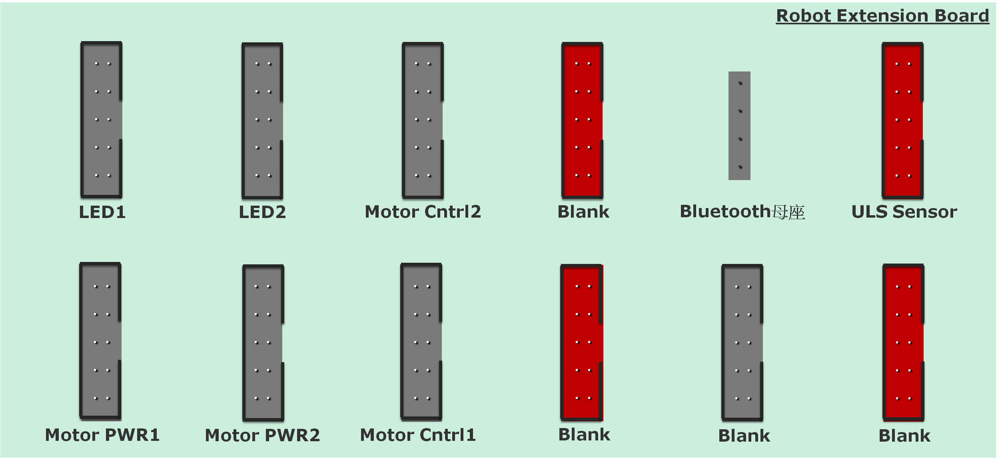 Robot Extension Board
LED1
LED2
Motor Cntrl2
Blank
Bluetooth母座
ULS Sensor
Motor PWR1
Motor PWR2
Motor Cntrl1
Blank
Blank
Blank